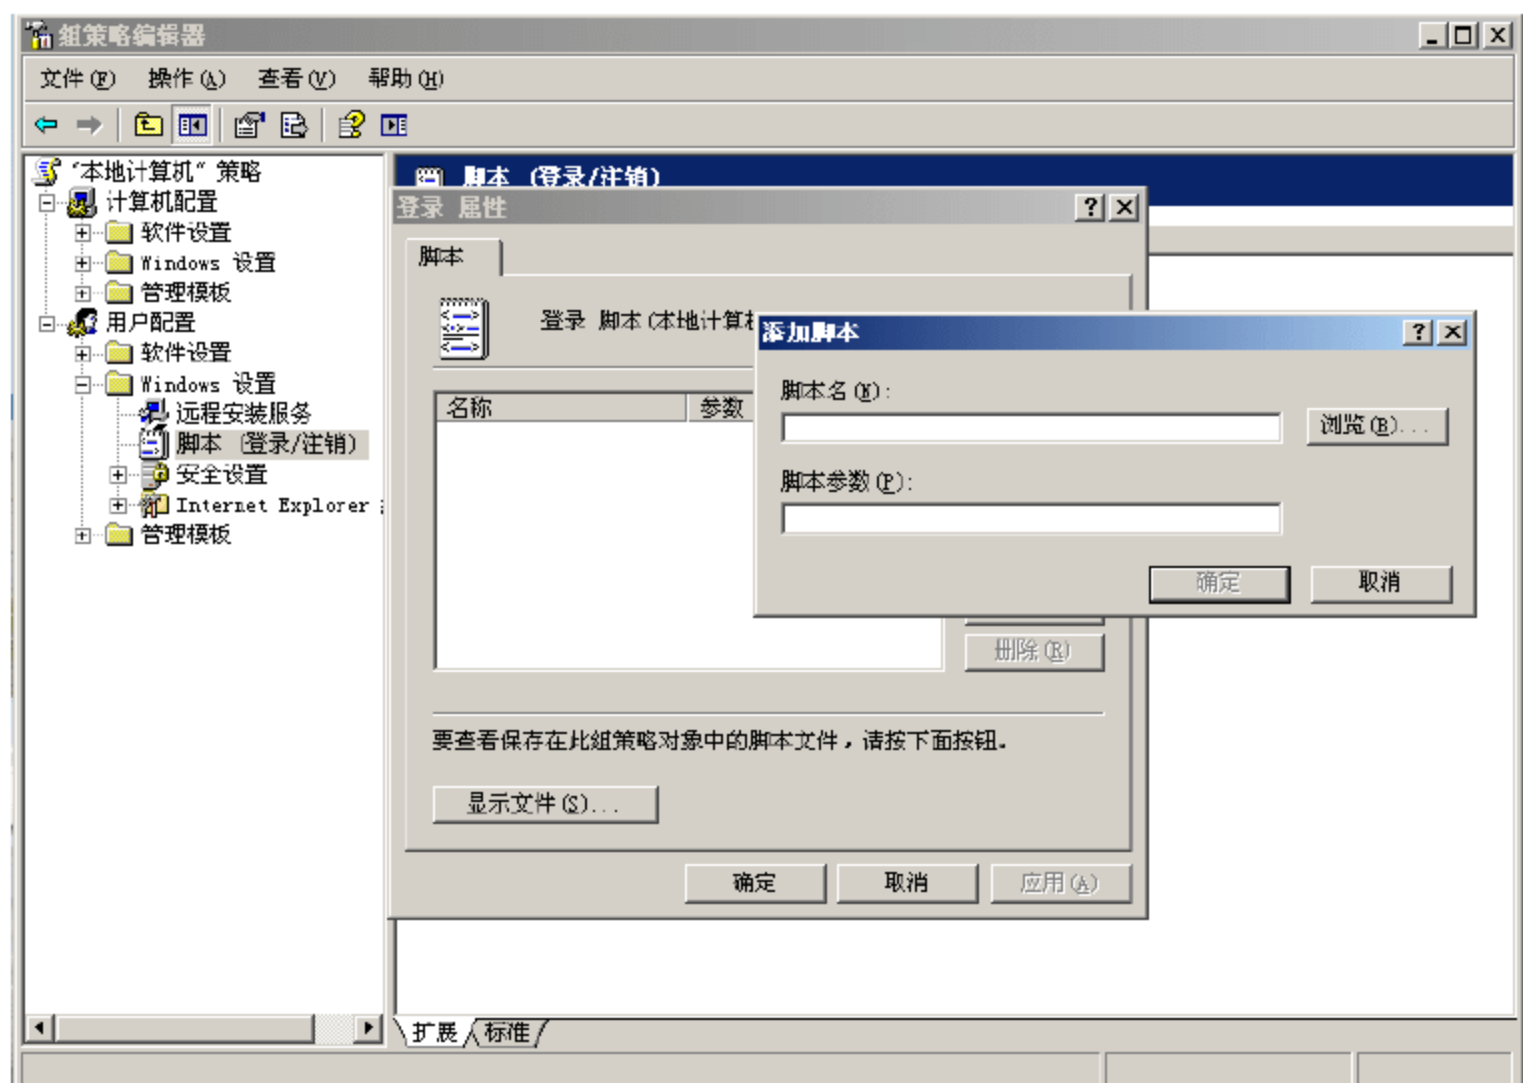 组策略编辑器
文件(F) 操作(A) 查看(V) 帮助(H)
“本地计算机” 策略
计算机配置
软件设置
Windows 设置
管理模板
用户配置
软件设置
Windows 设置
远程安装服务
脚本 (登录/注销)
安全设置
Internet Explorer
管理模板
脚本 (登录/注销)
登录 属性
脚本
登录 脚本(本地计算机
名称 参数
删除(R)
要查看保存在此组策略对象中的脚本文件，请按下面按钮。
显示文件(S)...
确定 取消 应用(A)
添加脚本
脚本名(N):
浏览(B)...
脚本参数(P):
确定 取消
扩展 标准